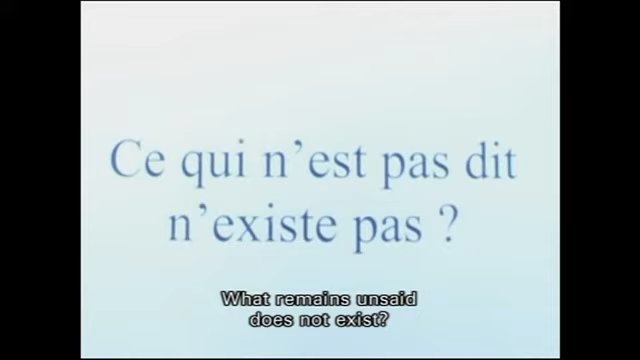 Ce qui n'est pas dit
n'existe pas ?
What remains unsaid
does not exist?